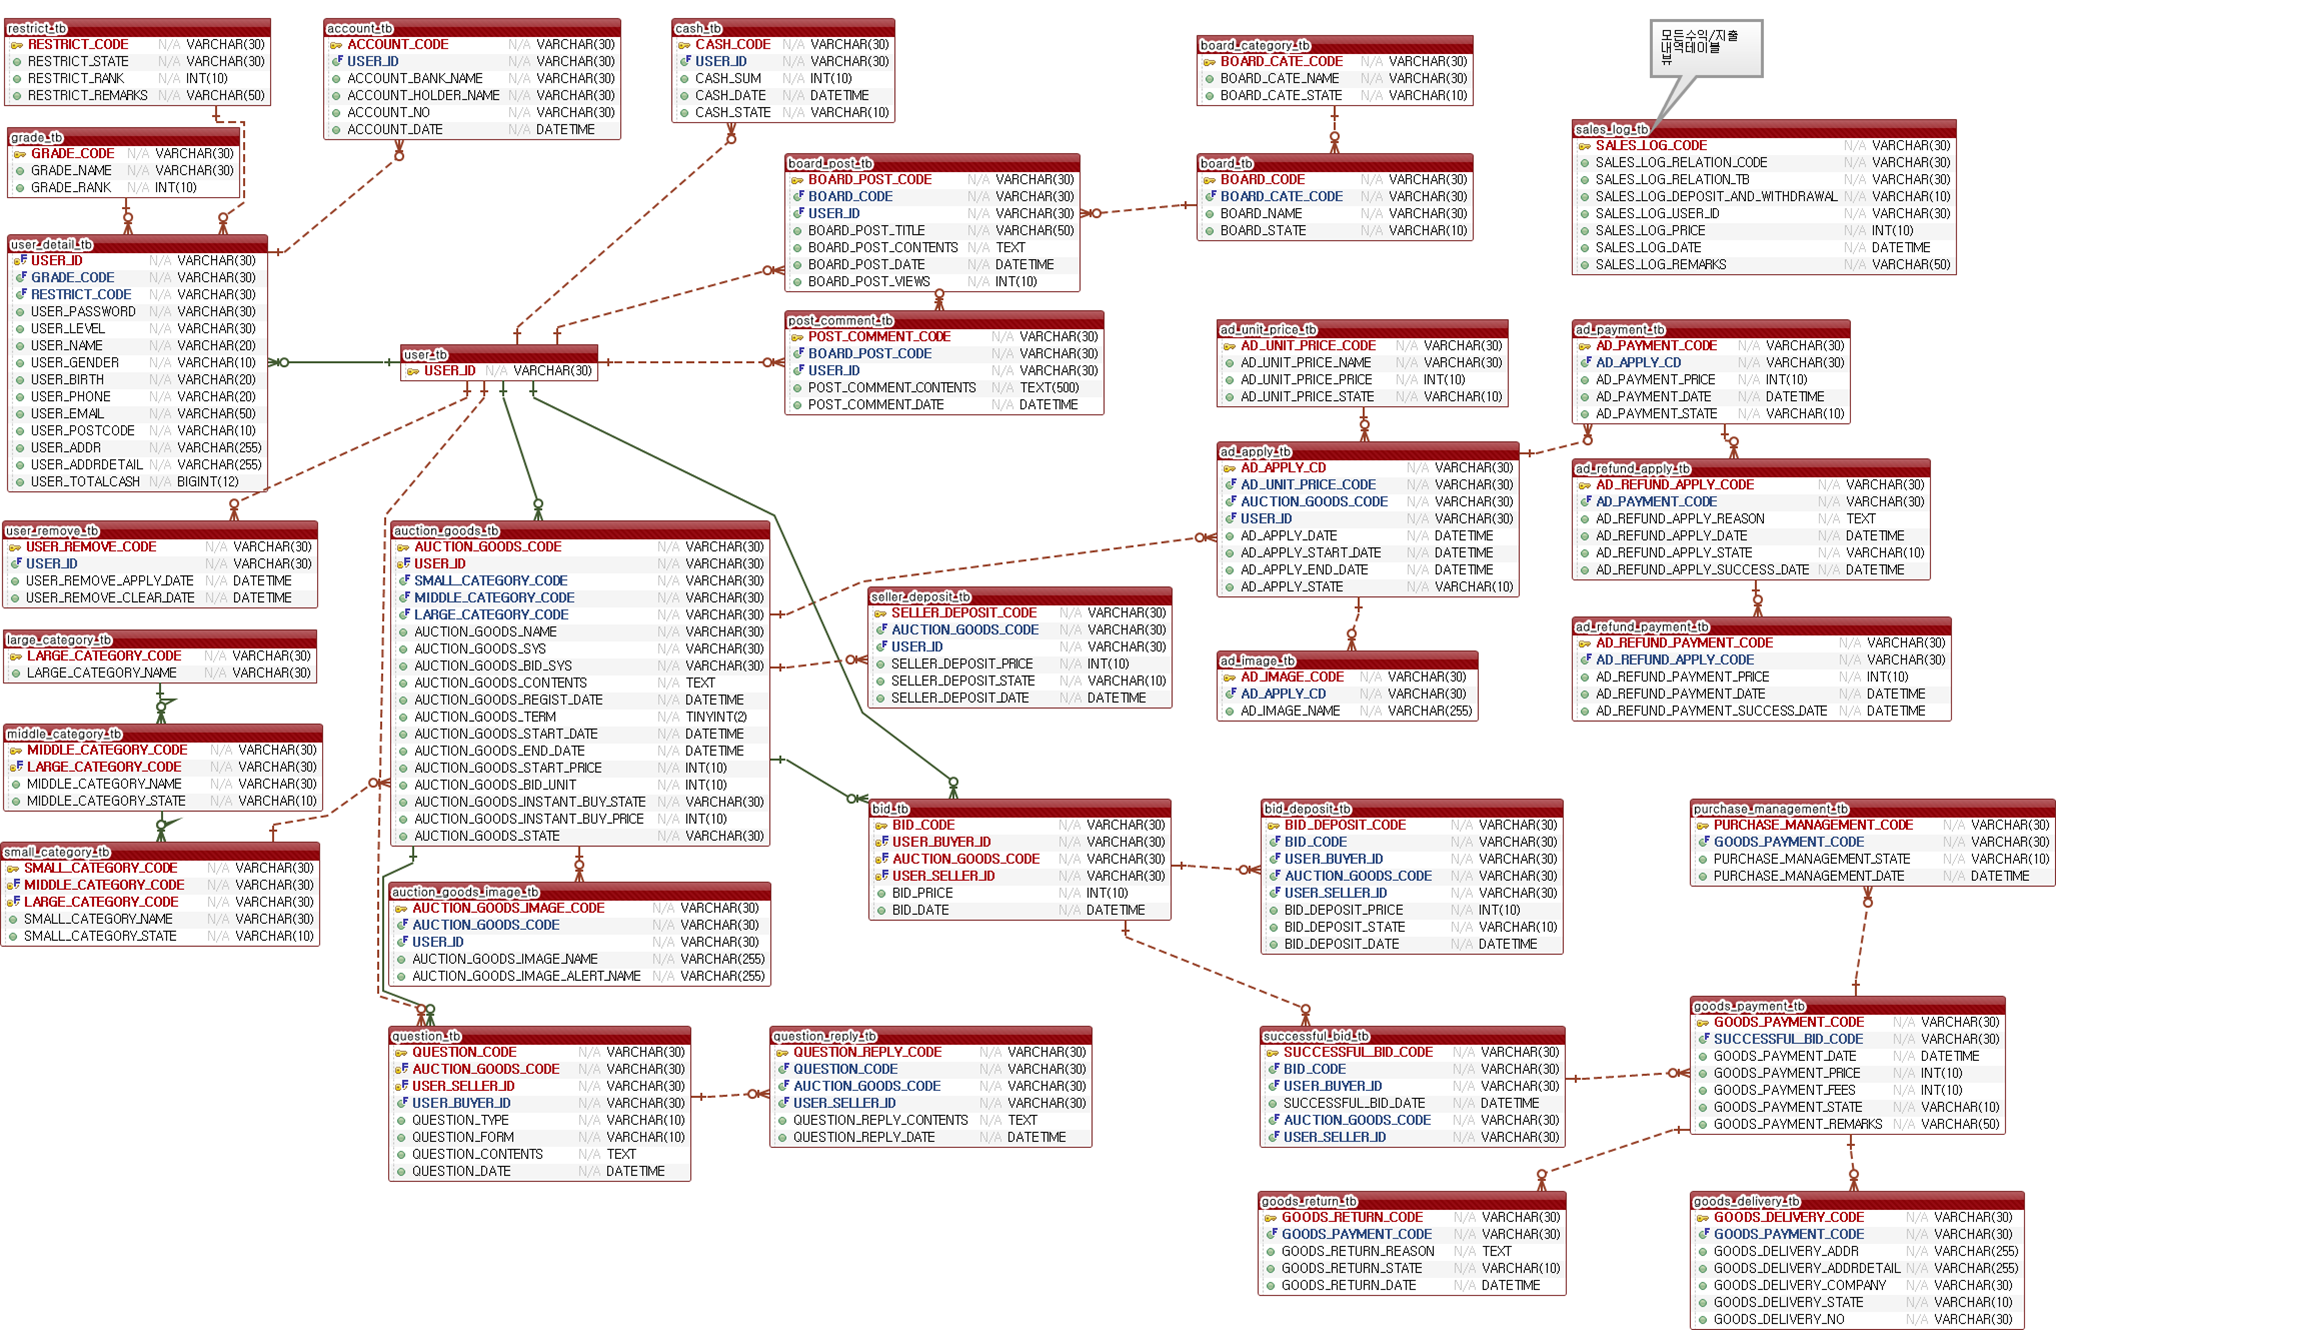 restrict_tb
RESTRICT_CODE N/A VARCHAR(30)
RESTRICT_STATE N/A VARCHAR(30)
RESTRICT_RANK N/A INT(10)
RESTRICT_REMARKS N/A VARCHAR(50)
account_tb
ACCOUNT_CODE N/A VARCHAR(30)
USER_ID N/A VARCHAR(30)
ACCOUNT_BANK_NAME N/A VARCHAR(30)
ACCOUNT_HOLDER_NAME N/A VARCHAR(30)
ACCOUNT_NO N/A VARCHAR(30)
ACCOUNT_DATE N/A DATETIME
cash_tb
CASH_CODE N/A VARCHAR(30)
USER_ID N/A VARCHAR(30)
CASH_SUM N/A INT(10)
CASH_DATE N/A DATETIME
CASH_STATE N/A VARCHAR(10)
board_category_tb
BOARD_CATE_CODE N/A VARCHAR(30)
BOARD_CATE_NAME N/A VARCHAR(30)
BOARD_CATE_STATE N/A VARCHAR(10)
모든수익/지출
내역테이블
뷰
grade_tb
GRADE_CODE N/A VARCHAR(30)
GRADE_NAME N/A VARCHAR(30)
GRADE_RANK N/A INT(10)
board_post_tb
BOARD_POST_CODE N/A VARCHAR(30)
BOARD_CODE N/A VARCHAR(30)
USER_ID N/A VARCHAR(30)
BOARD_POST_TITLE N/A VARCHAR(50)
BOARD_POST_CONTENTS N/A TEXT
BOARD_POST_DATE N/A DATETIME
BOARD_POST_VIEWS N/A INT(10)
board_tb
BOARD_CODE N/A VARCHAR(30)
BOARD_CATE_CODE N/A VARCHAR(30)
BOARD_NAME N/A VARCHAR(30)
BOARD_STATE N/A VARCHAR(10)
sales_log_tb
SALES_LOG_CODE N/A VARCHAR(30)
SALES_LOG_RELATION_CODE N/A VARCHAR(30)
SALES_LOG_RELATION_TB N/A VARCHAR(30)
SALES_LOG_DEPOSIT_AND_WITHDRAWAL N/A VARCHAR(10)
SALES_LOG_USER_ID N/A VARCHAR(30)
SALES_LOG_PRICE N/A INT(10)
SALES_LOG_DATE N/A DATETIME
SALES_LOG_REMARKS N/A VARCHAR(50)
user_detail_tb
USER_ID N/A VARCHAR(30)
GRADE_CODE N/A VARCHAR(30)
RESTRICT_CODE N/A VARCHAR(30)
USER_PASSWORD N/A VARCHAR(30)
USER_LEVEL N/A VARCHAR(30)
USER_NAME N/A VARCHAR(20)
USER_GENDER N/A VARCHAR(10)
USER_BIRTH N/A VARCHAR(20)
USER_PHONE N/A VARCHAR(20)
USER_EMAIL N/A VARCHAR(50)
USER_POSTCODE N/A VARCHAR(10)
USER_ADDR N/A VARCHAR(255)
USER_ADDRDETAIL N/A VARCHAR(255)
USER_TOTALCASH N/A BIGINT(12)
user_tb
USER_ID N/A VARCHAR(30)
post_comment_tb
POST_COMMENT_CODE N/A VARCHAR(30)
BOARD_POST_CODE N/A VARCHAR(30)
USER_ID N/A VARCHAR(30)
POST_COMMENT_CONTENTS N/A TEXT(500)
POST_COMMENT_DATE N/A DATETIME
ad_unit_price_tb
AD_UNIT_PRICE_CODE N/A VARCHAR(30)
AD_UNIT_PRICE_NAME N/A VARCHAR(30)
AD_UNIT_PRICE_PRICE N/A INT(10)
AD_UNIT_PRICE_STATE N/A VARCHAR(10)
ad_payment_tb
AD_PAYMENT_CODE N/A VARCHAR(30)
AD_APPLY_CD N/A VARCHAR(30)
AD_PAYMENT_PRICE N/A INT(10)
AD_PAYMENT_DATE N/A DATETIME
AD_PAYMENT_STATE N/A VARCHAR(10)
ad_apply_tb
AD_APPLY_CD N/A VARCHAR(30)
AD_UNIT_PRICE_CODE N/A VARCHAR(30)
AUCTION_GOODS_CODE N/A VARCHAR(30)
USER_ID N/A VARCHAR(30)
AD_APPLY_DATE N/A DATETIME
AD_APPLY_START_DATE N/A DATETIME
AD_APPLY_END_DATE N/A DATETIME
AD_APPLY_STATE N/A VARCHAR(10)
ad_refund_apply_tb
AD_REFUND_APPLY_CODE N/A VARCHAR(30)
AD_PAYMENT_CODE N/A VARCHAR(30)
AD_REFUND_APPLY_REASON N/A TEXT
AD_REFUND_APPLY_DATE N/A DATETIME
AD_REFUND_APPLY_STATE N/A VARCHAR(10)
AD_REFUND_APPLY_SUCCESS_DATE N/A DATETIME
user_remove_tb
USER_REMOVE_CODE N/A VARCHAR(30)
USER_ID N/A VARCHAR(30)
USER_REMOVE_APPLY_DATE N/A DATETIME
USER_REMOVE_CLEAR_DATE N/A DATETIME
auction_goods_tb
AUCTION_GOODS_CODE N/A VARCHAR(30)
USER_ID N/A VARCHAR(30)
SMALL_CATEGORY_CODE N/A VARCHAR(30)
MIDDLE_CATEGORY_CODE N/A VARCHAR(30)
LARGE_CATEGORY_CODE N/A VARCHAR(30)
AUCTION_GOODS_NAME N/A VARCHAR(30)
AUCTION_GOODS_SYS N/A VARCHAR(30)
AUCTION_GOODS_BID_SYS N/A VARCHAR(30)
AUCTION_GOODS_CONTENTS N/A TEXT
AUCTION_GOODS_REGIST_DATE N/A DATETIME
AUCTION_GOODS_TERM N/A TINYINT(2)
AUCTION_GOODS_START_DATE N/A DATETIME
AUCTION_GOODS_END_DATE N/A DATETIME
AUCTION_GOODS_START_PRICE N/A INT(10)
AUCTION_GOODS_BID_UNIT N/A INT(10)
AUCTION_GOODS_INSTANT_BUY_STATE N/A VARCHAR(30)
AUCTION_GOODS_INSTANT_BUY_PRICE N/A INT(10)
AUCTION_GOODS_STATE N/A VARCHAR(30)
seller_deposit_tb
SELLER_DEPOSIT_CODE N/A VARCHAR(30)
AUCTION_GOODS_CODE N/A VARCHAR(30)
USER_ID N/A VARCHAR(30)
SELLER_DEPOSIT_PRICE N/A INT(10)
SELLER_DEPOSIT_STATE N/A VARCHAR(10)
SELLER_DEPOSIT_DATE N/A DATETIME
ad_image_tb
AD_IMAGE_CODE N/A VARCHAR(30)
AD_APPLY_CD N/A VARCHAR(30)
AD_IMAGE_NAME N/A VARCHAR(255)
ad_refund_payment_tb
AD_REFUND_PAYMENT_CODE N/A VARCHAR(30)
AD_REFUND_APPLY_CODE N/A VARCHAR(30)
AD_REFUND_PAYMENT_PRICE N/A INT(10)
AD_REFUND_PAYMENT_DATE N/A DATETIME
AD_REFUND_PAYMENT_SUCCESS_DATE N/A DATETIME
large_category_tb
LARGE_CATEGORY_CODE N/A VARCHAR(30)
LARGE_CATEGORY_NAME N/A VARCHAR(30)
middle_category_tb
MIDDLE_CATEGORY_CODE N/A VARCHAR(30)
LARGE_CATEGORY_CODE N/A VARCHAR(30)
MIDDLE_CATEGORY_NAME N/A VARCHAR(30)
MIDDLE_CATEGORY_STATE N/A VARCHAR(10)
small_category_tb
SMALL_CATEGORY_CODE N/A VARCHAR(30)
MIDDLE_CATEGORY_CODE N/A VARCHAR(30)
LARGE_CATEGORY_CODE N/A VARCHAR(30)
SMALL_CATEGORY_NAME N/A VARCHAR(30)
SMALL_CATEGORY_STATE N/A VARCHAR(10)
auction_goods_image_tb
AUCTION_GOODS_IMAGE_CODE N/A VARCHAR(30)
AUCTION_GOODS_CODE N/A VARCHAR(30)
USER_ID N/A VARCHAR(30)
AUCTION_GOODS_IMAGE_NAME N/A VARCHAR(255)
AUCTION_GOODS_IMAGE_ALERT_NAME N/A VARCHAR(255)
bid_tb
BID_CODE N/A VARCHAR(30)
USER_BUYER_ID N/A VARCHAR(30)
AUCTION_GOODS_CODE N/A VARCHAR(30)
USER_SELLER_ID N/A VARCHAR(30)
BID_PRICE N/A INT(10)
BID_DATE N/A DATETIME
bid_deposit_tb
BID_DEPOSIT_CODE N/A VARCHAR(30)
BID_CODE N/A VARCHAR(30)
USER_BUYER_ID N/A VARCHAR(30)
AUCTION_GOODS_CODE N/A VARCHAR(30)
USER_SELLER_ID N/A VARCHAR(30)
BID_DEPOSIT_PRICE N/A INT(10)
BID_DEPOSIT_STATE N/A VARCHAR(10)
BID_DEPOSIT_DATE N/A DATETIME
purchase_management_tb
PURCHASE_MANAGEMENT_CODE N/A VARCHAR(30)
GOODS_PAYMENT_CODE N/A VARCHAR(30)
PURCHASE_MANAGEMENT_STATE N/A VARCHAR(10)
PURCHASE_MANAGEMENT_DATE N/A DATETIME
question_tb
QUESTION_CODE N/A VARCHAR(30)
AUCTION_GOODS_CODE N/A VARCHAR(30)
USER_SELLER_ID N/A VARCHAR(30)
USER_BUYER_ID N/A VARCHAR(30)
QUESTION_TYPE N/A VARCHAR(10)
QUESTION_FORM N/A VARCHAR(10)
QUESTION_CONTENTS N/A TEXT
QUESTION_DATE N/A DATETIME
question_reply_tb
QUESTION_REPLY_CODE N/A VARCHAR(30)
QUESTION_CODE N/A VARCHAR(30)
AUCTION_GOODS_CODE N/A VARCHAR(30)
USER_SELLER_ID N/A VARCHAR(30)
QUESTION_REPLY_CONTENTS N/A TEXT
QUESTION_REPLY_DATE N/A DATETIME
successful_bid_tb
SUCCESSFUL_BID_CODE N/A VARCHAR(30)
BID_CODE N/A VARCHAR(30)
USER_BUYER_ID N/A VARCHAR(30)
SUCCESSFUL_BID_DATE N/A DATETIME
AUCTION_GOODS_CODE N/A VARCHAR(30)
USER_SELLER_ID N/A VARCHAR(30)
goods_payment_tb
GOODS_PAYMENT_CODE N/A VARCHAR(30)
SUCCESSFUL_BID_CODE N/A VARCHAR(30)
GOODS_PAYMENT_DATE N/A DATETIME
GOODS_PAYMENT_PRICE N/A INT(10)
GOODS_PAYMENT_FEES N/A INT(10)
GOODS_PAYMENT_STATE N/A VARCHAR(10)
GOODS_PAYMENT_REMARKS N/A VARCHAR(50)
goods_return_tb
GOODS_RETURN_CODE N/A VARCHAR(30)
GOODS_PAYMENT_CODE N/A VARCHAR(30)
GOODS_RETURN_REASON N/A TEXT
GOODS_RETURN_STATE N/A VARCHAR(10)
GOODS_RETURN_DATE N/A DATETIME
goods_delivery_tb
GOODS_DELIVERY_CODE N/A VARCHAR(30)
GOODS_PAYMENT_CODE N/A VARCHAR(30)
GOODS_DELIVERY_ADDR N/A VARCHAR(255)
GOODS_DELIVERY_ADDRDETAIL N/A VARCHAR(255)
GOODS_DELIVERY_COMPANY N/A VARCHAR(30)
GOODS_DELIVERY_STATE N/A VARCHAR(10)
GOODS_DELIVERY_NO N/A VARCHAR(30)